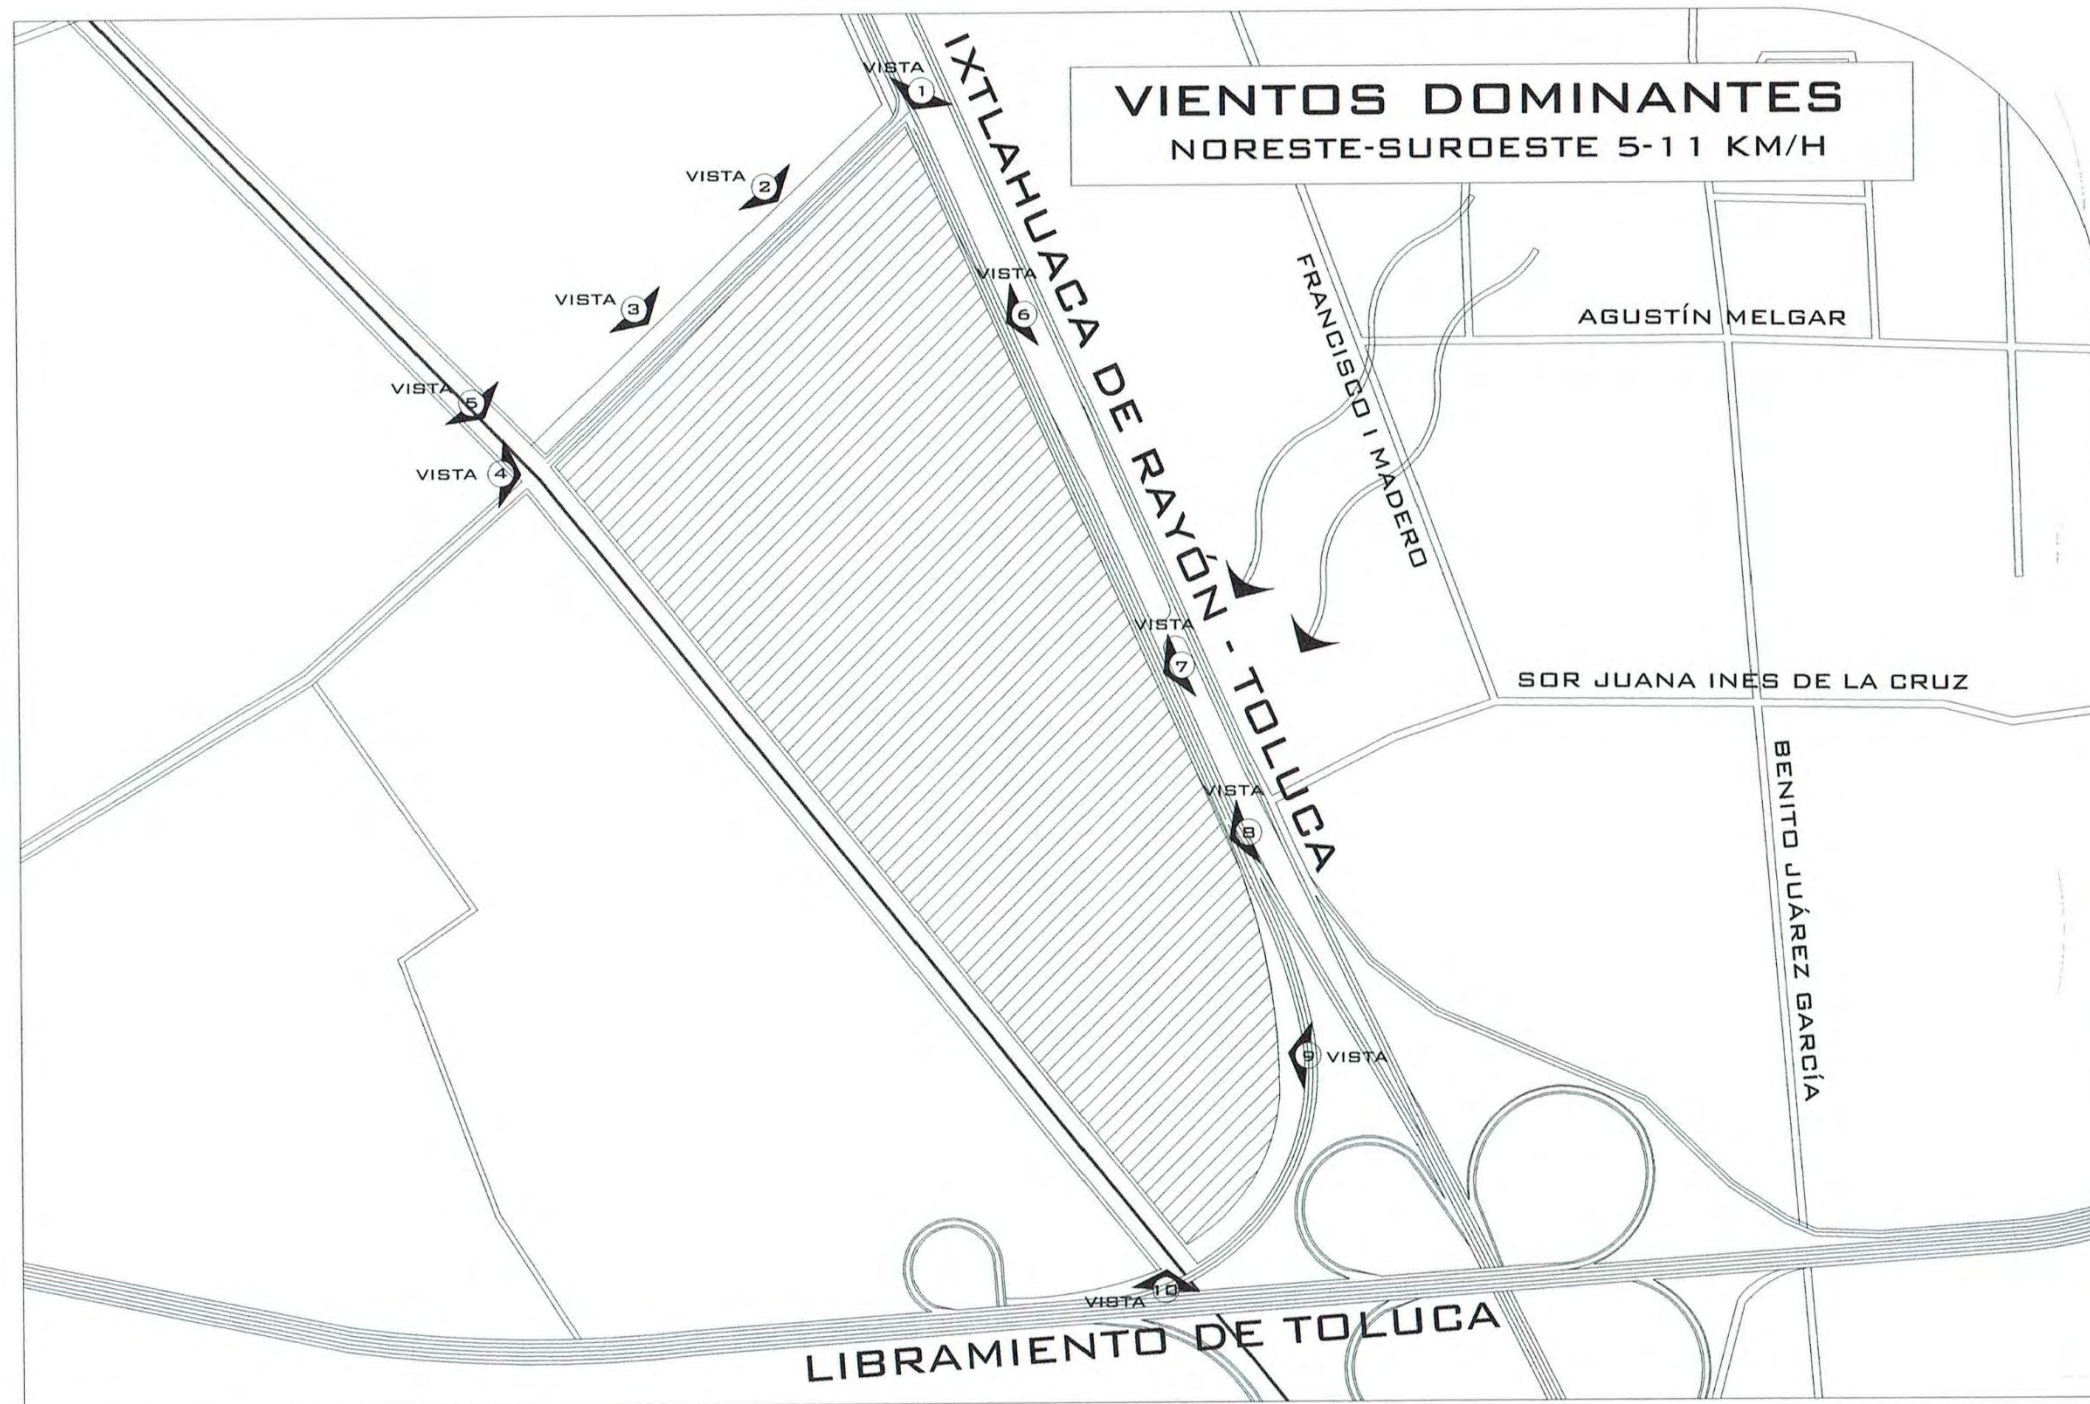 VISTA
1
IXTLAHUACA DE RAYÓN - TOLUCA
VIENTOS DOMINANTES
NORESTE-SUROESTE 5-11 KM/H
VISTA 2
VISTA 3
VISTA
6
FRANCISCO I MADERO
AGUSTÍN MELGAR
VISTA 5
VISTA 4
VISTA
7
SOR JUANA INES DE LA CRUZ
BENITO JUÁREZ GARCÍA
VISTA
8
9 VISTA
VISTA 10
LIBRAMIENTO DE TOLUCA